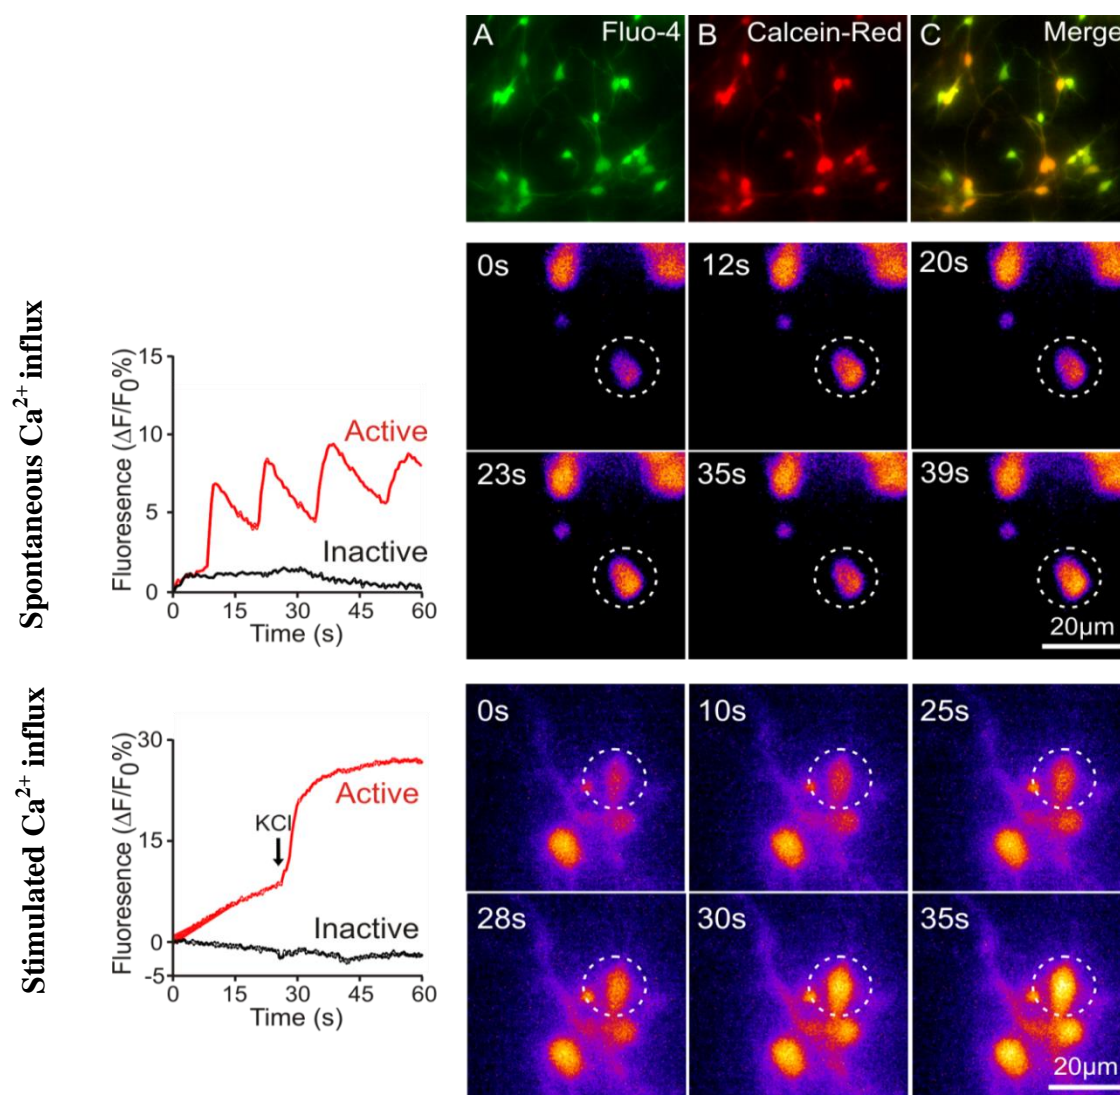 A Fluo-4
B Calcein-Red
C Merge
Spontaneous Ca²⁺ influx
Fluoresence (ΔF/F₀%)
15
10
5
0
Active
Inactive
0 15 30 45 60
Time (s)
0s
12s
20s
23s
35s
39s
20µm
Stimulated Ca²⁺ influx
Fluoresence (ΔF/F₀%)
30
15
0
-5
KCl
Active
Inactive
0 15 30 45 60
Time (s)
0s
10s
25s
28s
30s
35s
20µm